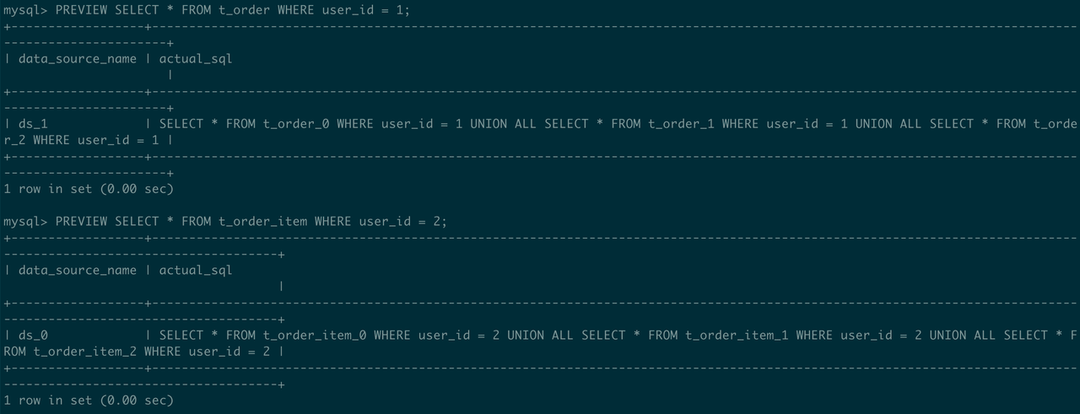 mysql> PREVIEW SELECT * FROM t_order WHERE user_id = 1;
+------------------+--------------------------------------------------------------------------------------------------------------------------------
----------------------+
| data_source_name | actual_sql
                      |
+------------------+--------------------------------------------------------------------------------------------------------------------------------
----------------------+
| ds_1             | SELECT * FROM t_order_0 WHERE user_id = 1 UNION ALL SELECT * FROM t_order_1 WHERE user_id = 1 UNION ALL SELECT * FROM t_orde
r_2 WHERE user_id = 1 |
+------------------+--------------------------------------------------------------------------------------------------------------------------------
----------------------+
1 row in set (0.00 sec)
mysql> PREVIEW SELECT * FROM t_order_item WHERE user_id = 2;
+------------------+--------------------------------------------------------------------------------------------------------------------------------
-------------------------------------+
| data_source_name | actual_sql
                                     |
+------------------+--------------------------------------------------------------------------------------------------------------------------------
-------------------------------------+
| ds_0             | SELECT * FROM t_order_item_0 WHERE user_id = 2 UNION ALL SELECT * FROM t_order_item_1 WHERE user_id = 2 UNION ALL SELECT * F
ROM t_order_item_2 WHERE user_id = 2 |
+------------------+--------------------------------------------------------------------------------------------------------------------------------
-------------------------------------+
1 row in set (0.00 sec)